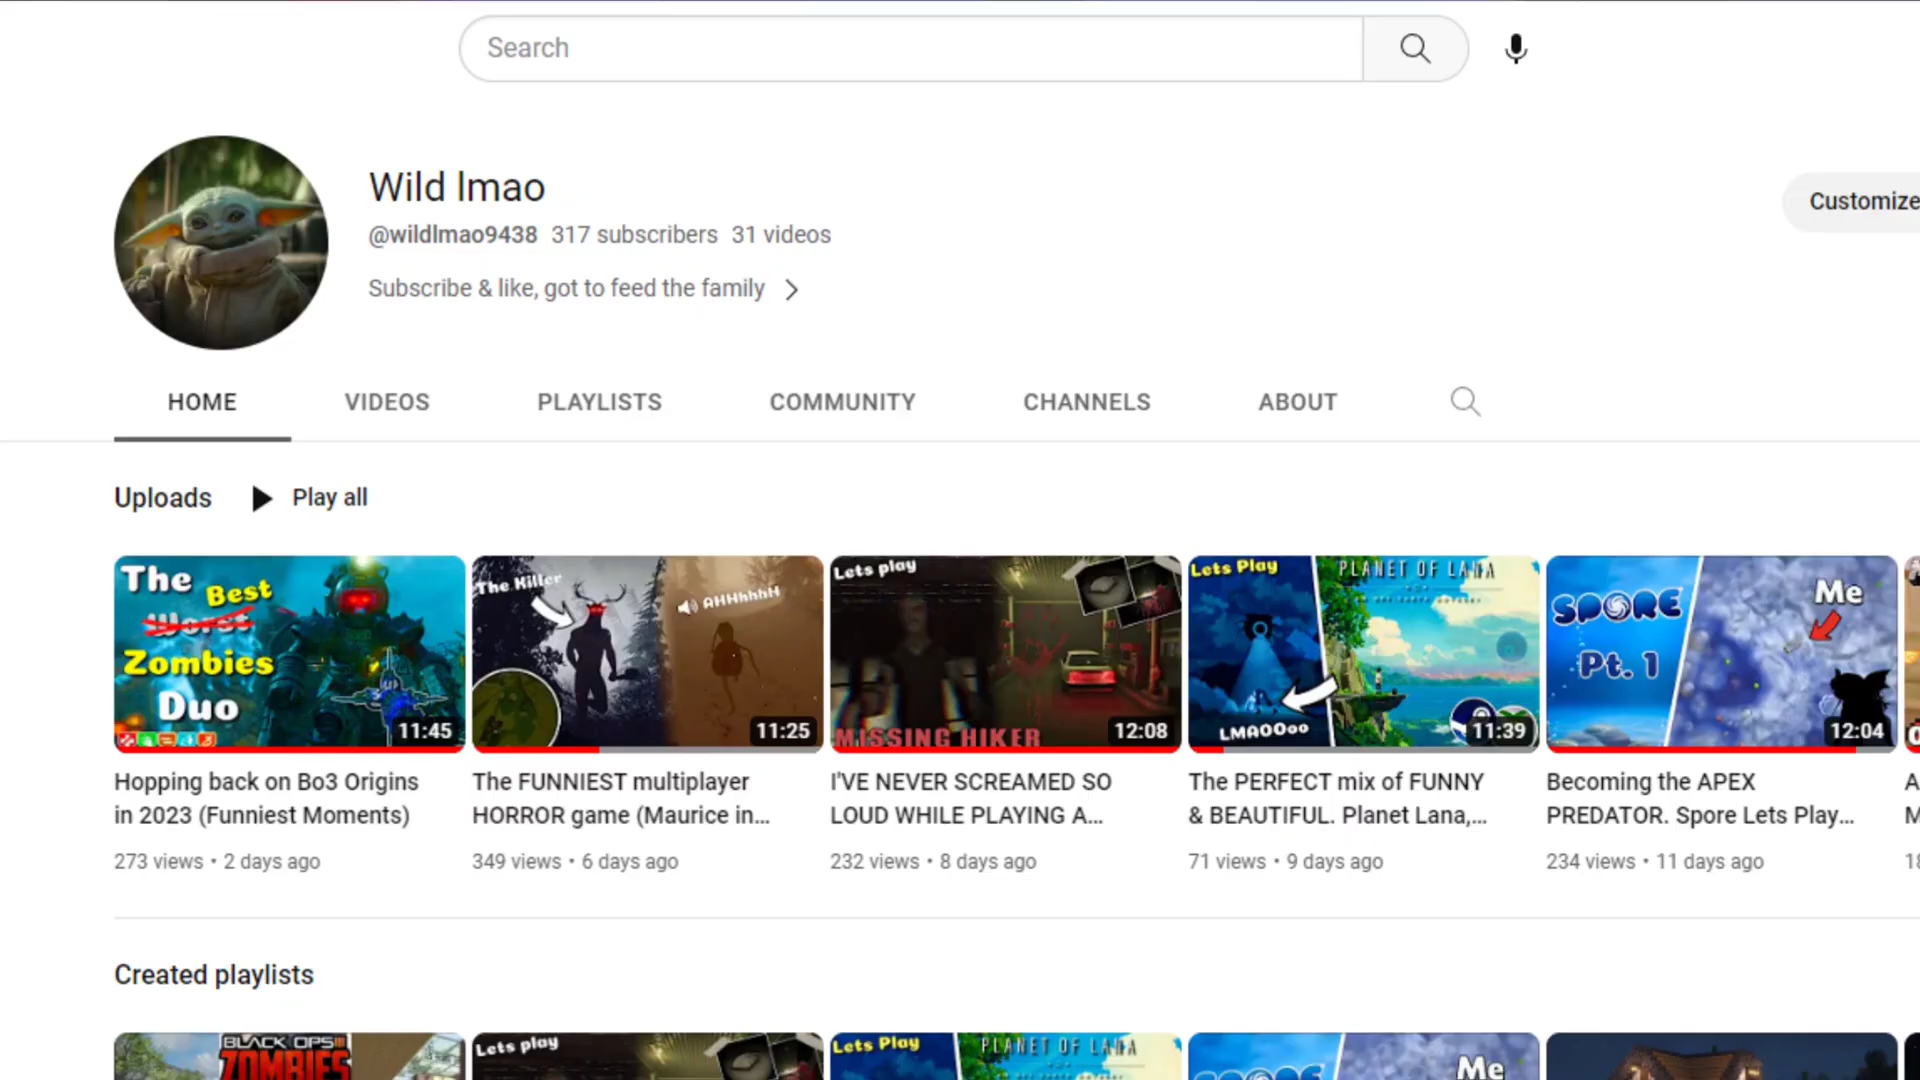 Search
Wild lmao
@wildlmao9438 317 subscribers 31 videos
Subscribe & like, got to feed the family
Customize
HOME VIDEOS PLAYLISTS COMMUNITY CHANNELS ABOUT
Uploads Play all
The
Best
Worst
Zombies
Duo
11:45
The Killer
AHHhhhH
11:25
Lets play
MISSING HIKER
12:08
Lets Play
PLANET OF LANA
LMAOOoo
11:39
SPORE
Pt. 1
Me
12:04
Hopping back on Bo3 Origins
in 2023 (Funniest Moments)
273 views • 2 days ago
The FUNNIEST multiplayer
HORROR game (Maurice in...
349 views • 6 days ago
I'VE NEVER SCREAMED SO
LOUD WHILE PLAYING A...
232 views • 8 days ago
The PERFECT mix of FUNNY
& BEAUTIFUL. Planet Lana,...
71 views • 9 days ago
Becoming the APEX
PREDATOR. Spore Lets Play...
234 views • 11 days ago
Created playlists
BLACK OPS III
ZOMBIES
Lets play
Lets Play
PLANET OF LANA
Me